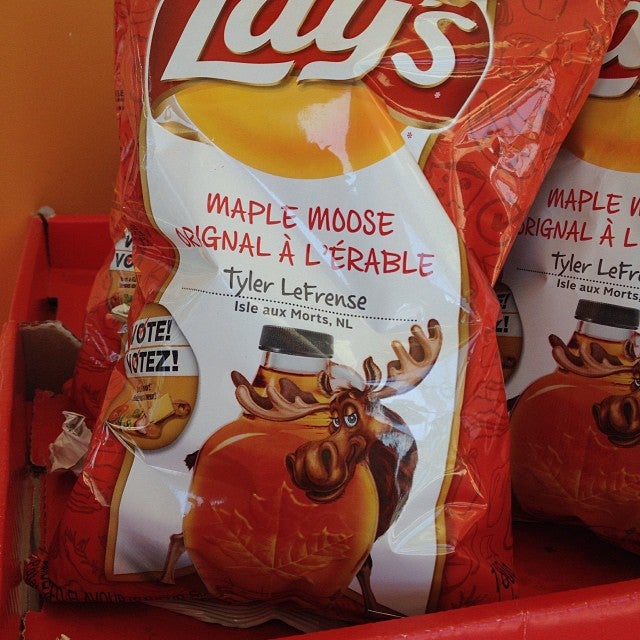 Lay's
MAPLE MOOSE
ORIGNAL À L'ÉRABLE
Tyler LeFrense
Isle aux Morts, NL
VOTE!
VOTEZ!
MAPLE
ORIGNAL À L'
Tyler LeFre
Isle aux Morts,